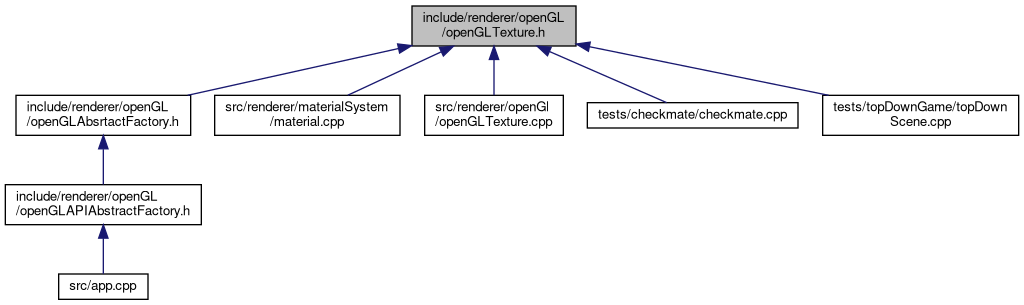 include/renderer/openGL
/openGLTexture.h
include/renderer/openGL
/openGLAbsrtactFactory.h
src/renderer/materialSystem
/material.cpp
src/renderer/openGl
/openGLTexture.cpp
tests/checkmate/checkmate.cpp
tests/topDownGame/topDown
Scene.cpp
include/renderer/openGL
/openGLAPIAbstractFactory.h
src/app.cpp